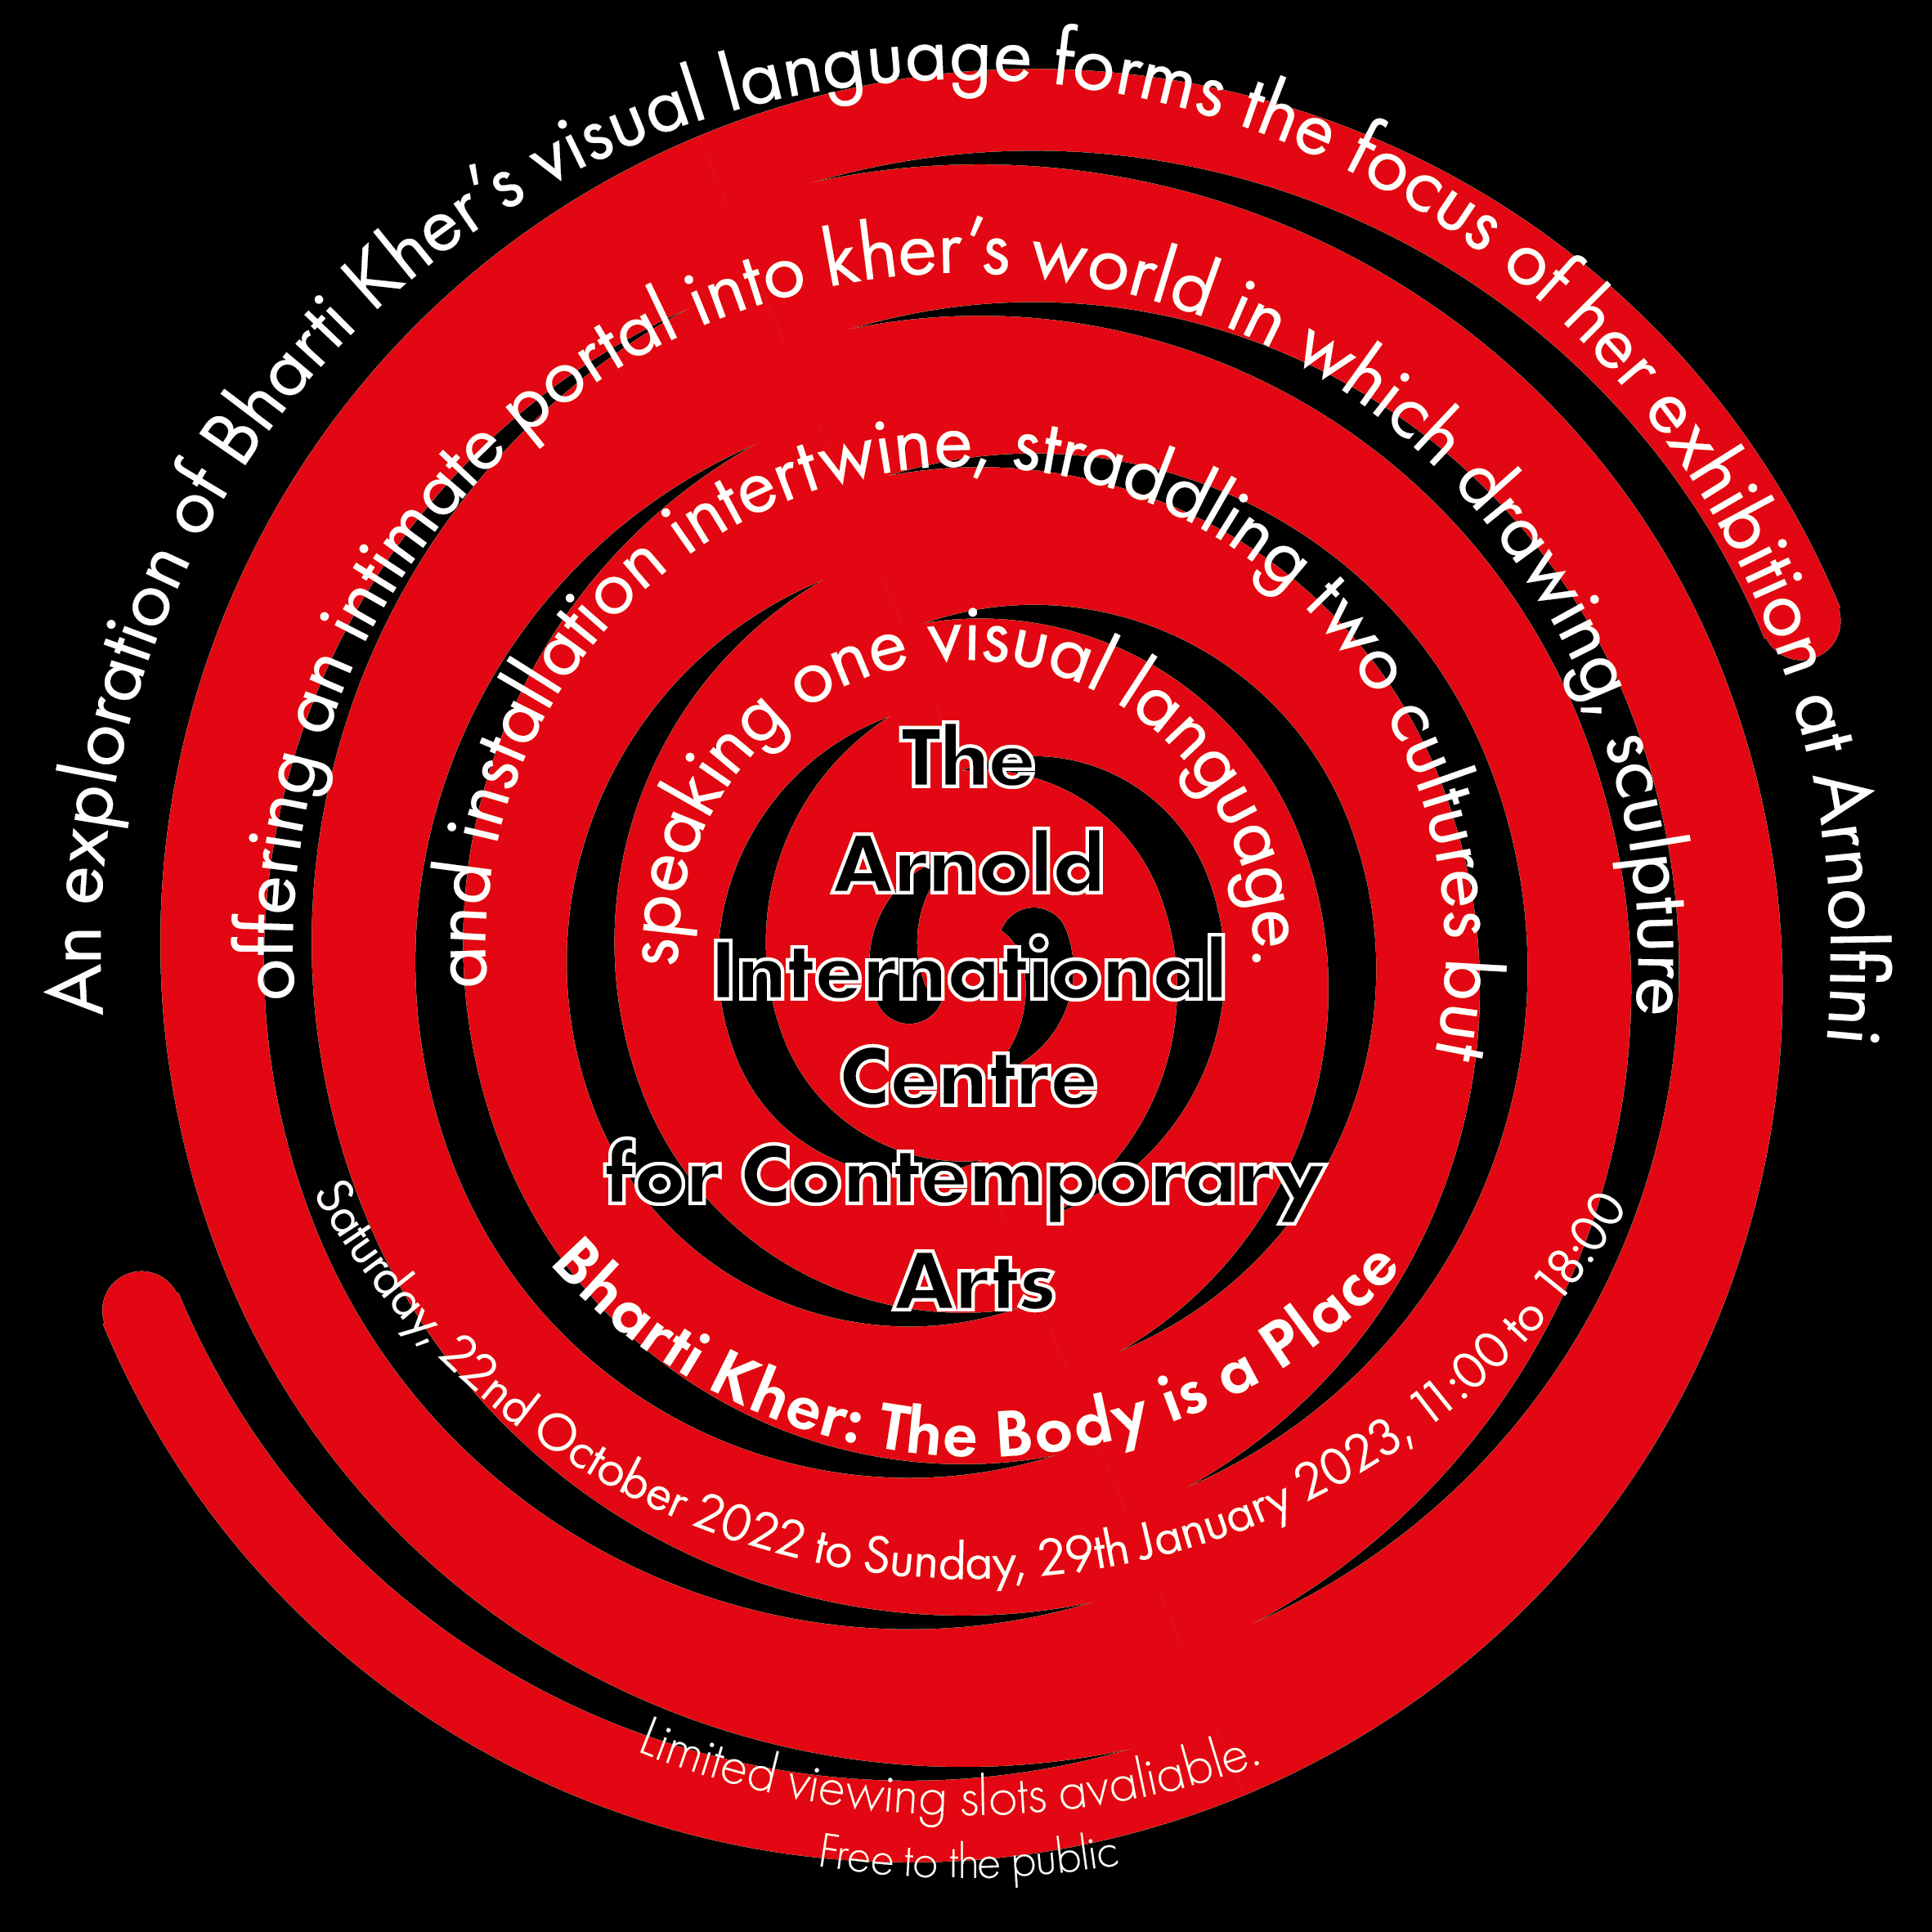 An exploration of Bharti Kher's visual language forms the focus of her exhibition at Arnolfini
offering an intimate portal into kher's world in which drawing, sculpture
and installation intertwine, straddling two cultures but
speaking one visual language.
The
Arnold
International
Centre
for Contemporary
Arts
Bharti Kher: The Body is a Place
Saturday, 22nd October 2022 to Sunday, 29th January 2023, 11:00 to 18:00
Limited viewing slots avaliable.
Free to the public